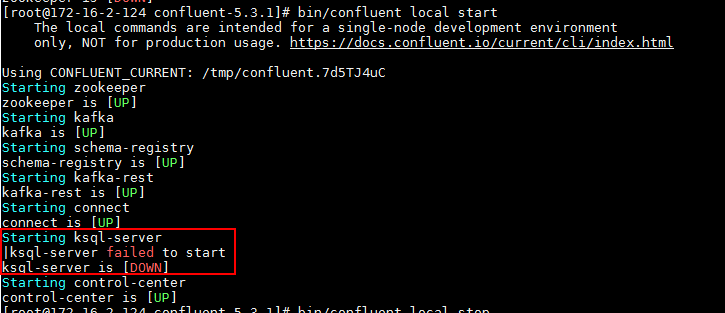 is [DOWN]
[root@172-16-2-124 confluent-5.3.1]# bin/confluent local start
The local commands are intended for a single-node development environment
only, NOT for production usage. https://docs.confluent.io/current/cli/index.html
Using CONFLUENT_CURRENT: /tmp/confluent.7d5TJ4uC
Starting zookeeper
zookeeper is [UP]
Starting kafka
kafka is [UP]
Starting schema-registry
schema-registry is [UP]
Starting kafka-rest
kafka-rest is [UP]
Starting connect
connect is [UP]
Starting ksql-server
|ksql-server failed to start
ksql-server is [DOWN]
Starting control-center
control-center is [UP]
[root@172-16-2-124 confluent-5.3.1]# bin/confluent local stop